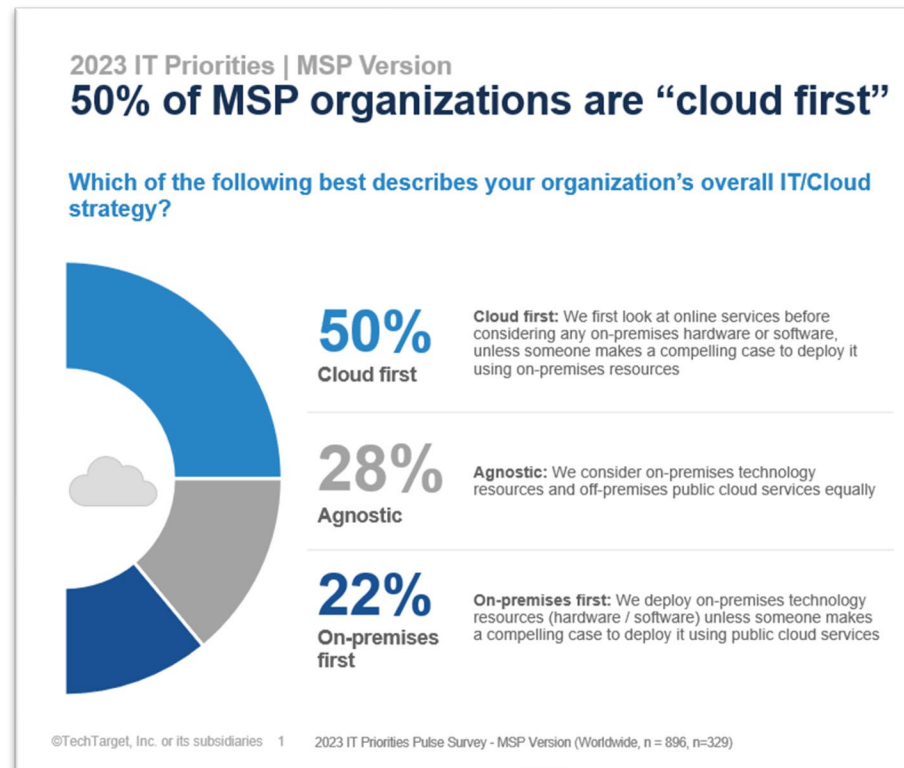 2023 IT Priorities | MSP Version
50% of MSP organizations are “cloud first”
Which of the following best describes your organization’s overall IT/Cloud
strategy?
50%
Cloud first
Cloud first: We first look at online services before
considering any on-premises hardware or software,
unless someone makes a compelling case to deploy it
using on-premises resources
28%
Agnostic
Agnostic: We consider on-premises technology
resources and off-premises public cloud services equally
22%
On-premises
first
On-premises first: We deploy on-premises technology
resources (hardware / software) unless someone makes
a compelling case to deploy it using public cloud services
©TechTarget, Inc. or its subsidiaries 1 2023 IT Priorities Pulse Survey - MSP Version (Worldwide, n = 896, n=329)